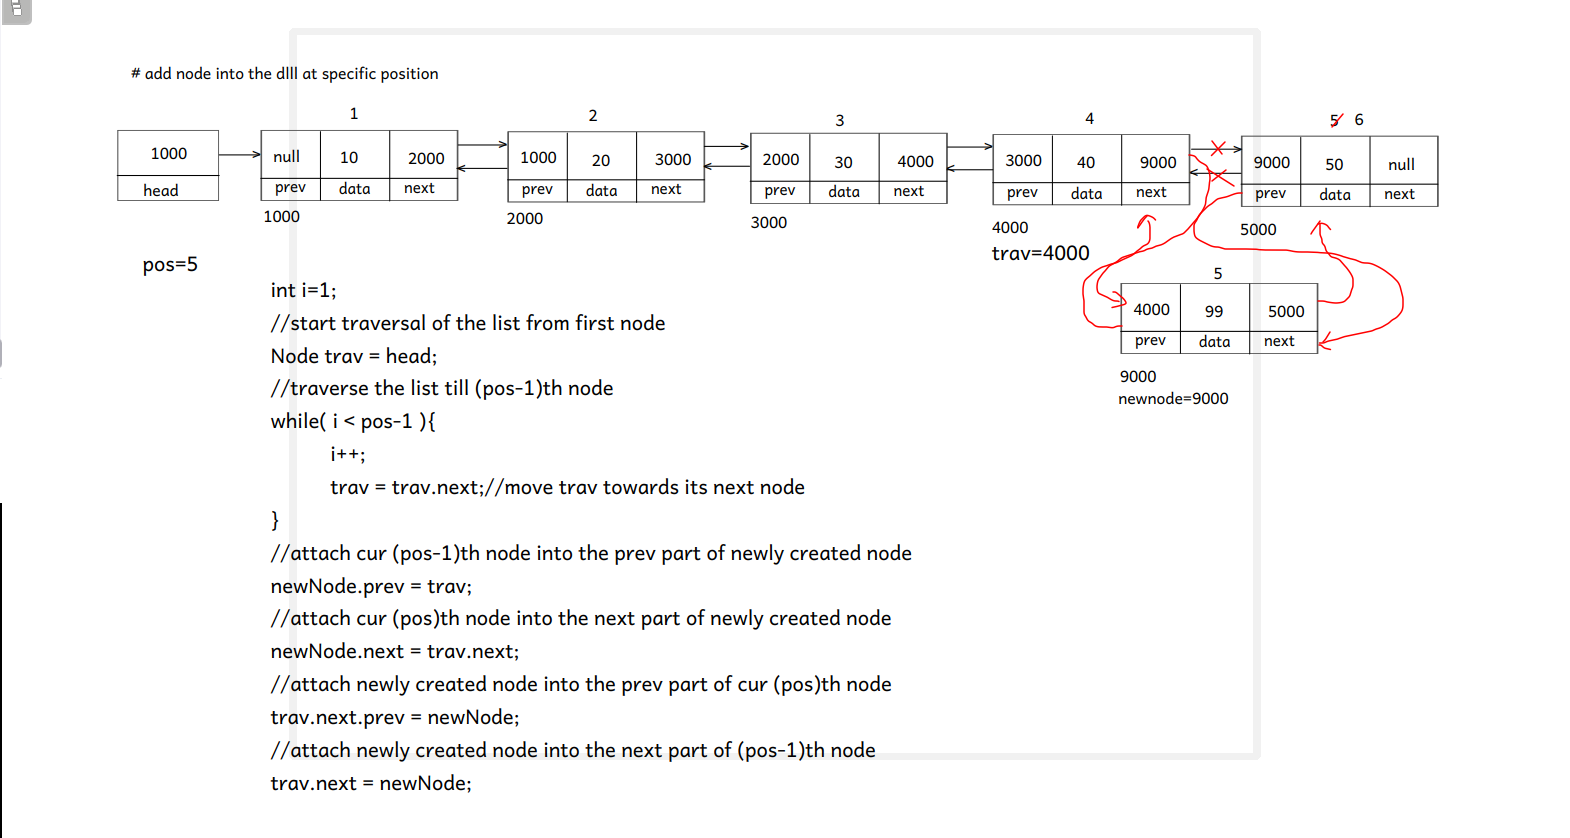 # add node into the dlll at specific position
1 2 3 4 5 6
1000 null 10 2000 1000 20 3000 2000 30 4000 3000 40 9000 9000 50 null
head prev data next prev data next prev data next prev data next prev data next
1000 2000 3000 4000 5000
trav=4000
pos=5
5
4000 99 5000
prev data next
9000
newnode=9000
int i=1;
//start traversal of the list from first node
Node trav = head;
//traverse the list till (pos-1)th node
while( i < pos-1 ){
i++;
trav = trav.next;//move trav towards its next node
}
//attach cur (pos-1)th node into the prev part of newly created node
newNode.prev = trav;
//attach cur (pos)th node into the next part of newly created node
newNode.next = trav.next;
//attach newly created node into the prev part of cur (pos)th node
trav.next.prev = newNode;
//attach newly created node into the next part of (pos-1)th node
trav.next = newNode;